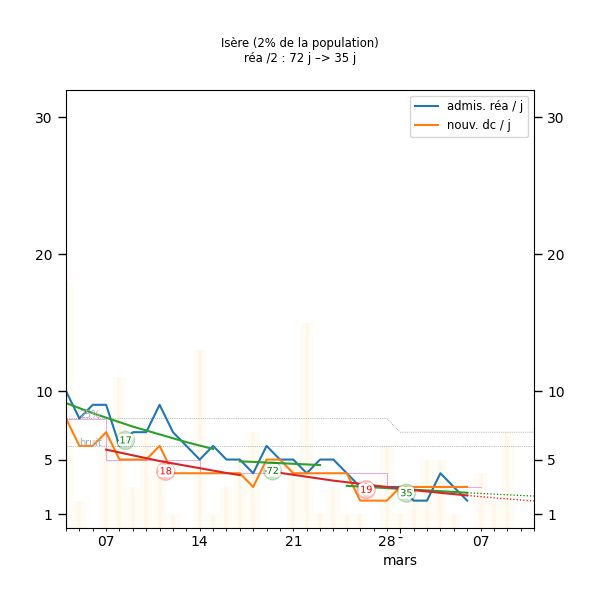 Isère (2% de la population)
réa /2 : 72 j –> 35 j
admis. réa / j
nouv. dc / j
30 30
20 20
10 10
bruit
17
18
72
19
35
5 5
1 1
07 14 21 28 07
mars